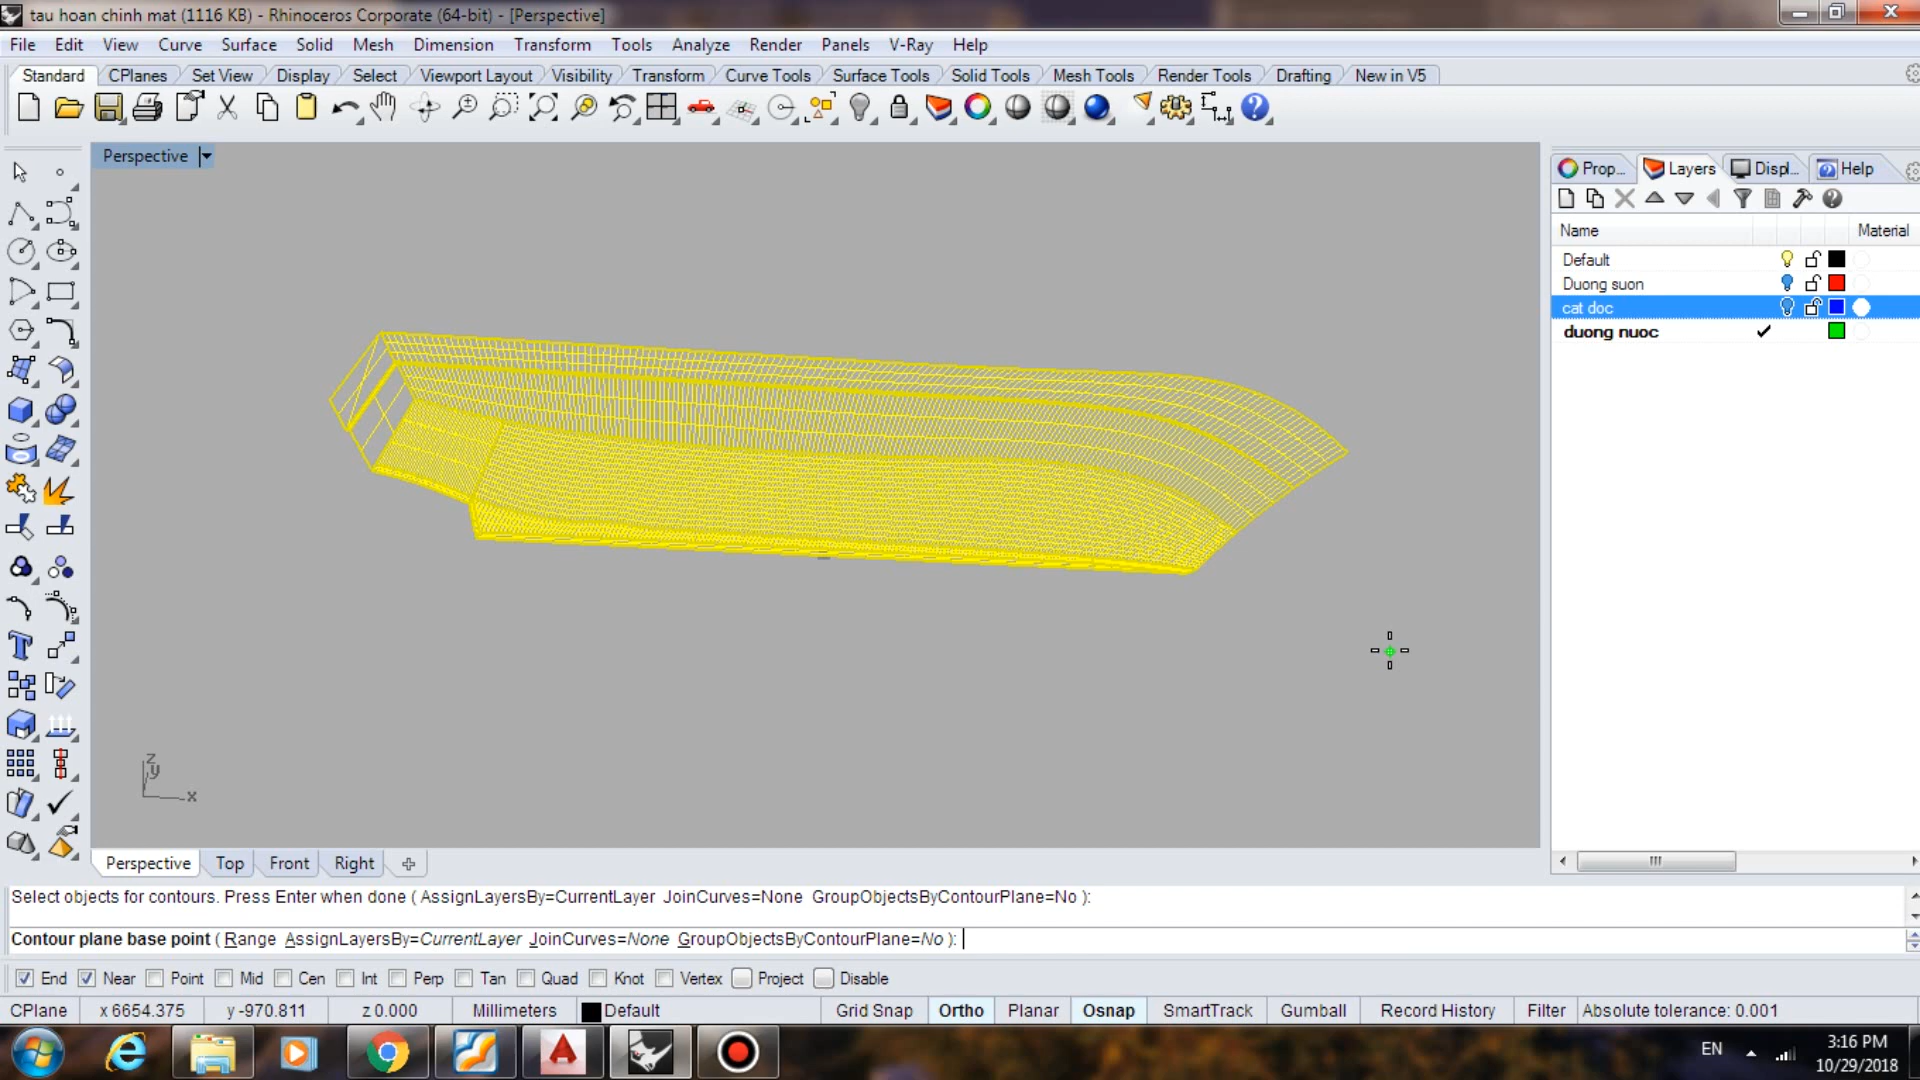 tau hoan chinh mat (1116 KB) - Rhinoceros Corporate (64-bit) - [Perspective]
File Edit View Curve Surface Solid Mesh Dimension Transform Tools Analyze Render Panels V-Ray Help
Standard CPlanes Set View Display Select Viewport Layout Visibility Transform Curve Tools Surface Tools Solid Tools Mesh Tools Render Tools Drafting New in V5
Perspective
Prop... Layers Displ... Help
Name Material
Default
Duong suon
cat doc
duong nuoc
z
y
x
Perspective Top Front Right
Select objects for contours. Press Enter when done ( AssignLayersBy=CurrentLayer JoinCurves=None GroupObjectsByContourPlane=No ):
Contour plane base point ( Range AssignLayersBy=CurrentLayer JoinCurves=None GroupObjectsByContourPlane=No ):
End Near Point Mid Cen Int Perp Tan Quad Knot Vertex Project Disable
CPlane x 6654.375 y -970.811 z 0.000 Millimeters Default Grid Snap Ortho Planar Osnap SmartTrack Gumball Record History Filter Absolute tolerance: 0.001
EN
3:16 PM
10/29/2018